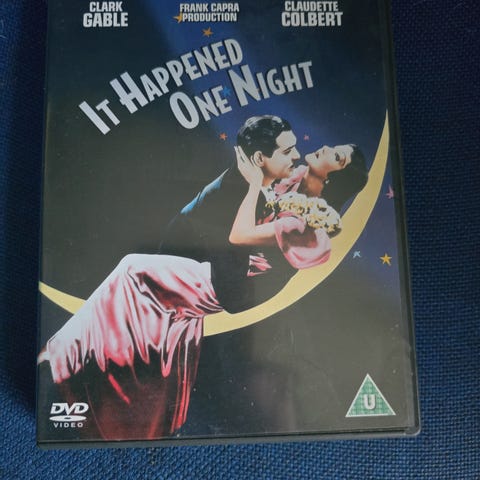 CLARK
GABLE
FRANK CAPRA
PRODUCTION
CLAUDETTE
COLBERT
IT HAPPENED
ONE NIGHT
DVD
VIDEO
U